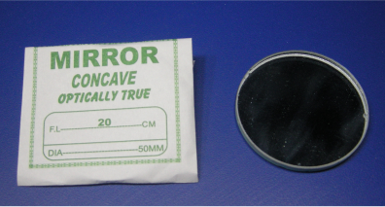 MIRROR
CONCAVE
OPTICALLY TRUE
F.L 20 CM
DIA 50MM